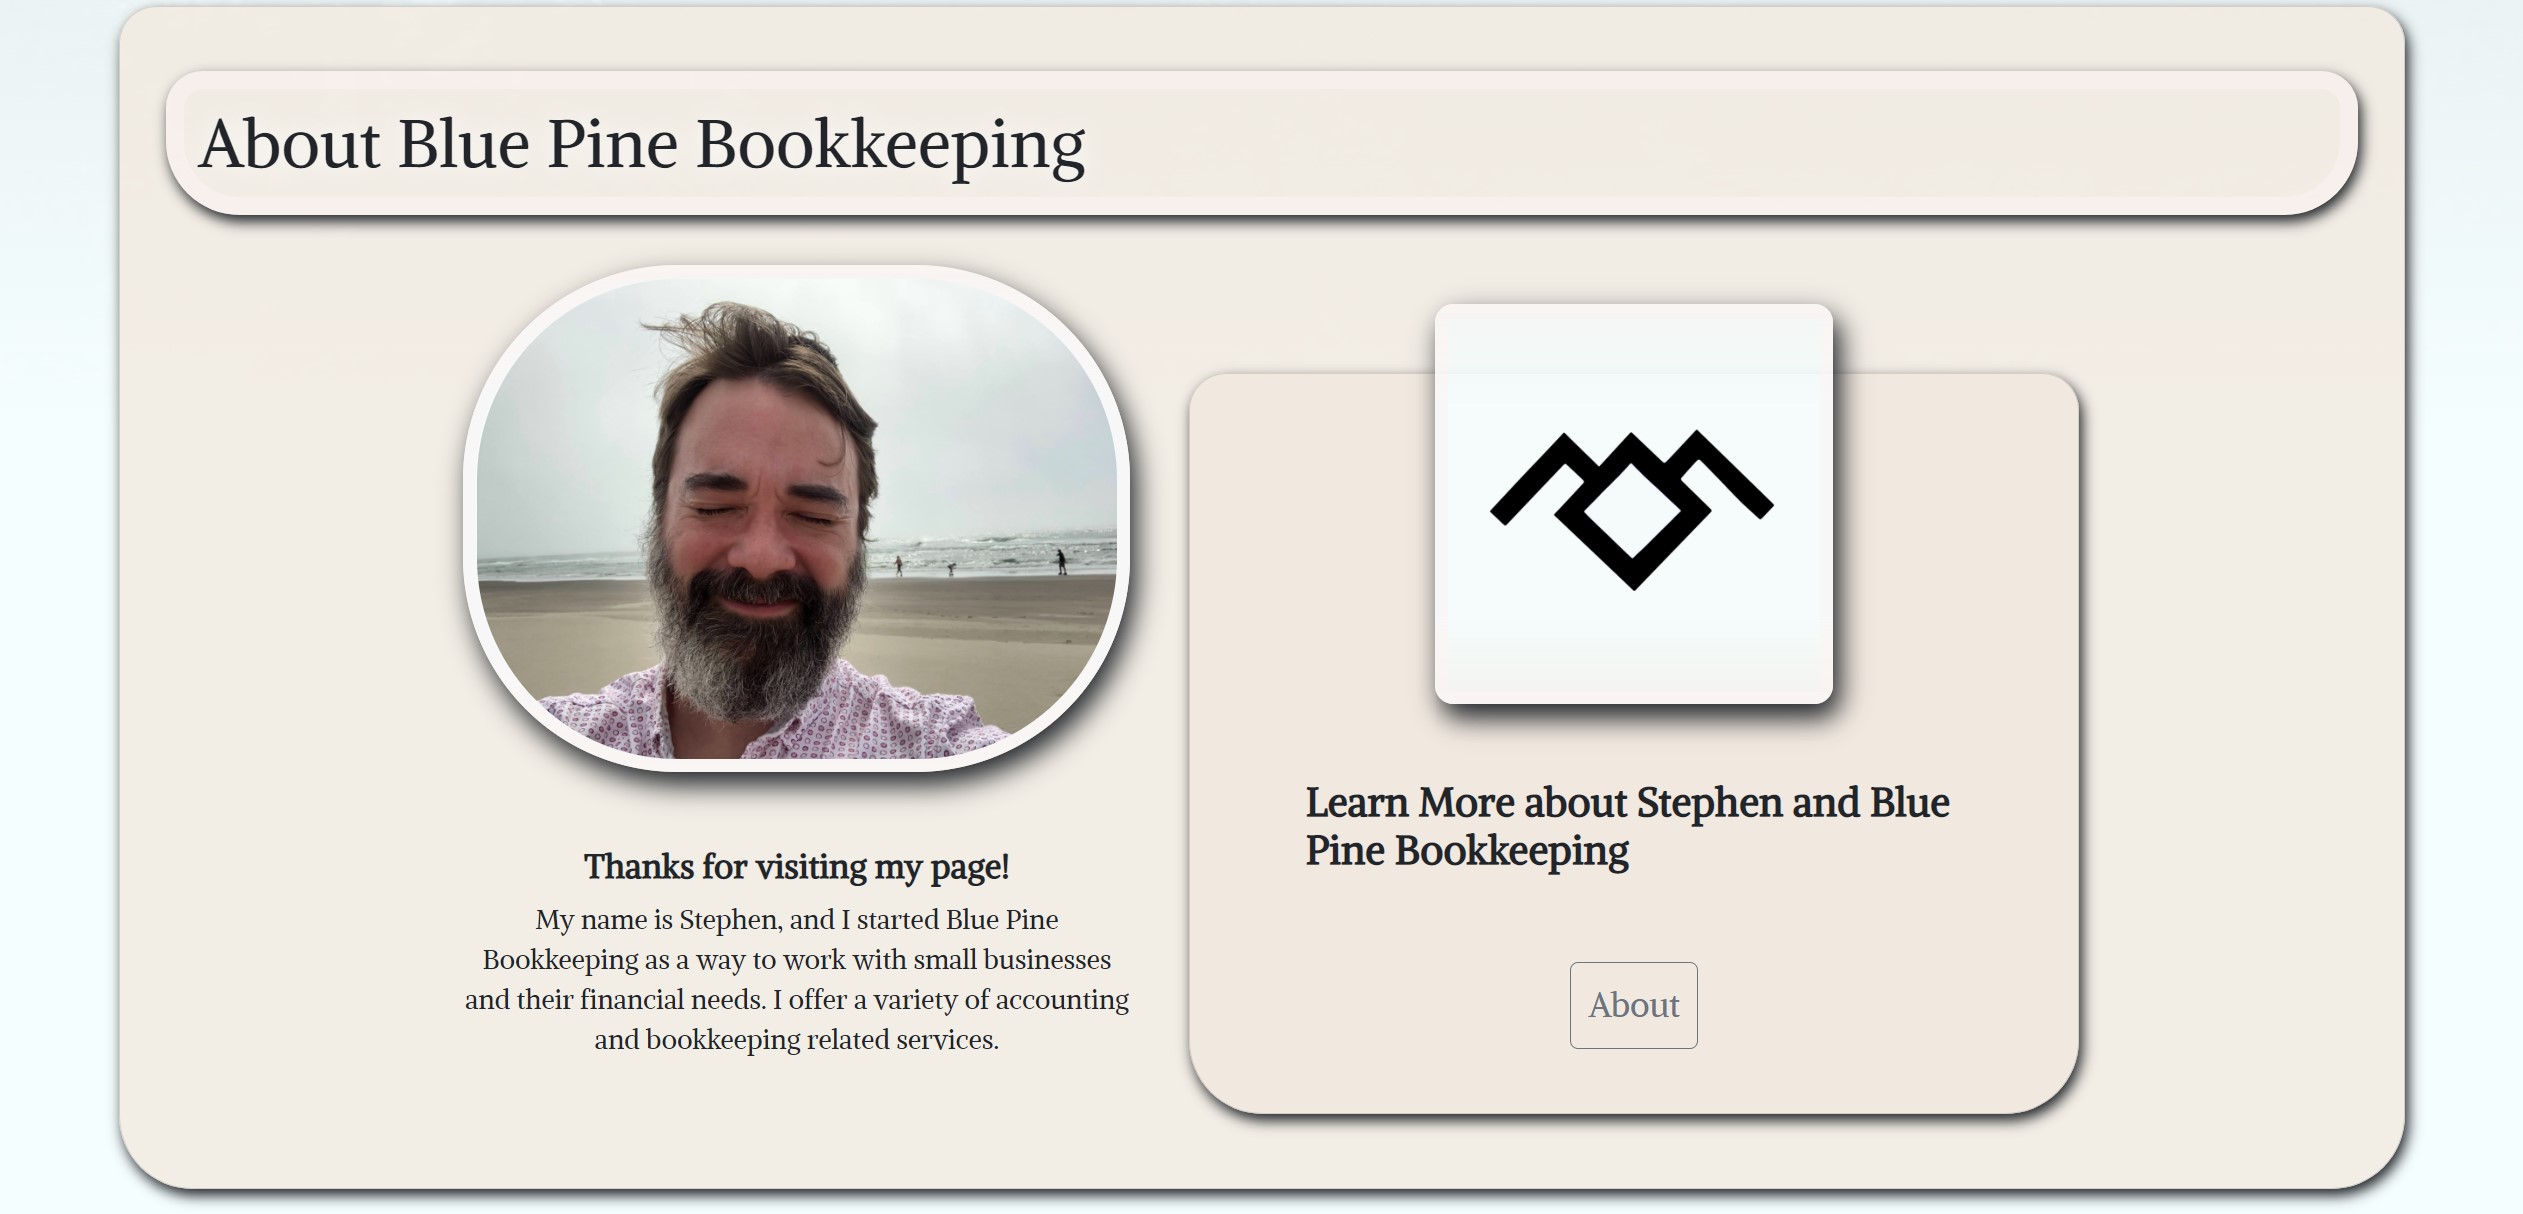 About Blue Pine Bookkeeping
Thanks for visiting my page!
My name is Stephen, and I started Blue Pine
Bookkeeping as a way to work with small businesses
and their financial needs. I offer a variety of accounting
and bookkeeping related services.
Learn More about Stephen and Blue
Pine Bookkeeping
About